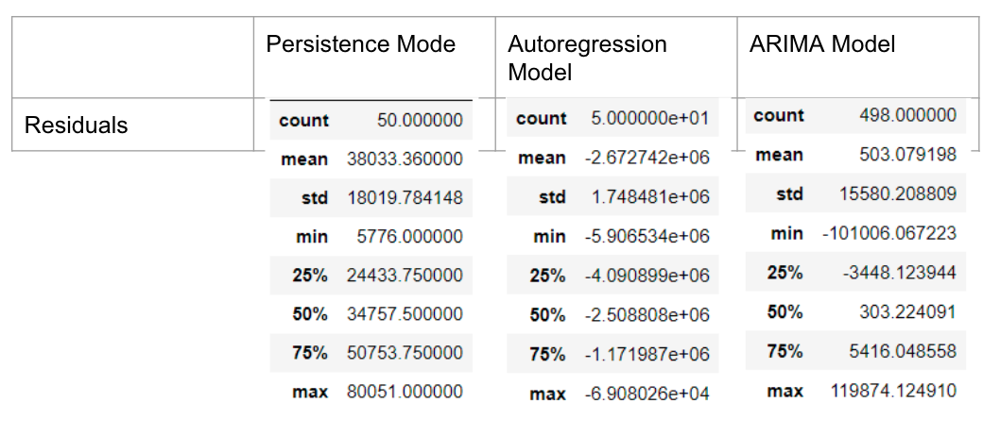 Persistence Mode
Autoregression
Model
ARIMA Model
Residuals
count 50.000000
mean 38033.360000
std 18019.784148
min 5776.000000
25% 24433.750000
50% 34757.500000
75% 50753.750000
max 80051.000000
count 5.000000e+01
mean -2.672742e+06
std 1.748481e+06
min -5.906534e+06
25% -4.090899e+06
50% -2.508808e+06
75% -1.171987e+06
max -6.908026e+04
count 498.000000
mean 503.079198
std 15580.208809
min -101006.067223
25% -3448.123944
50% 303.224091
75% 5416.048558
max 119874.124910